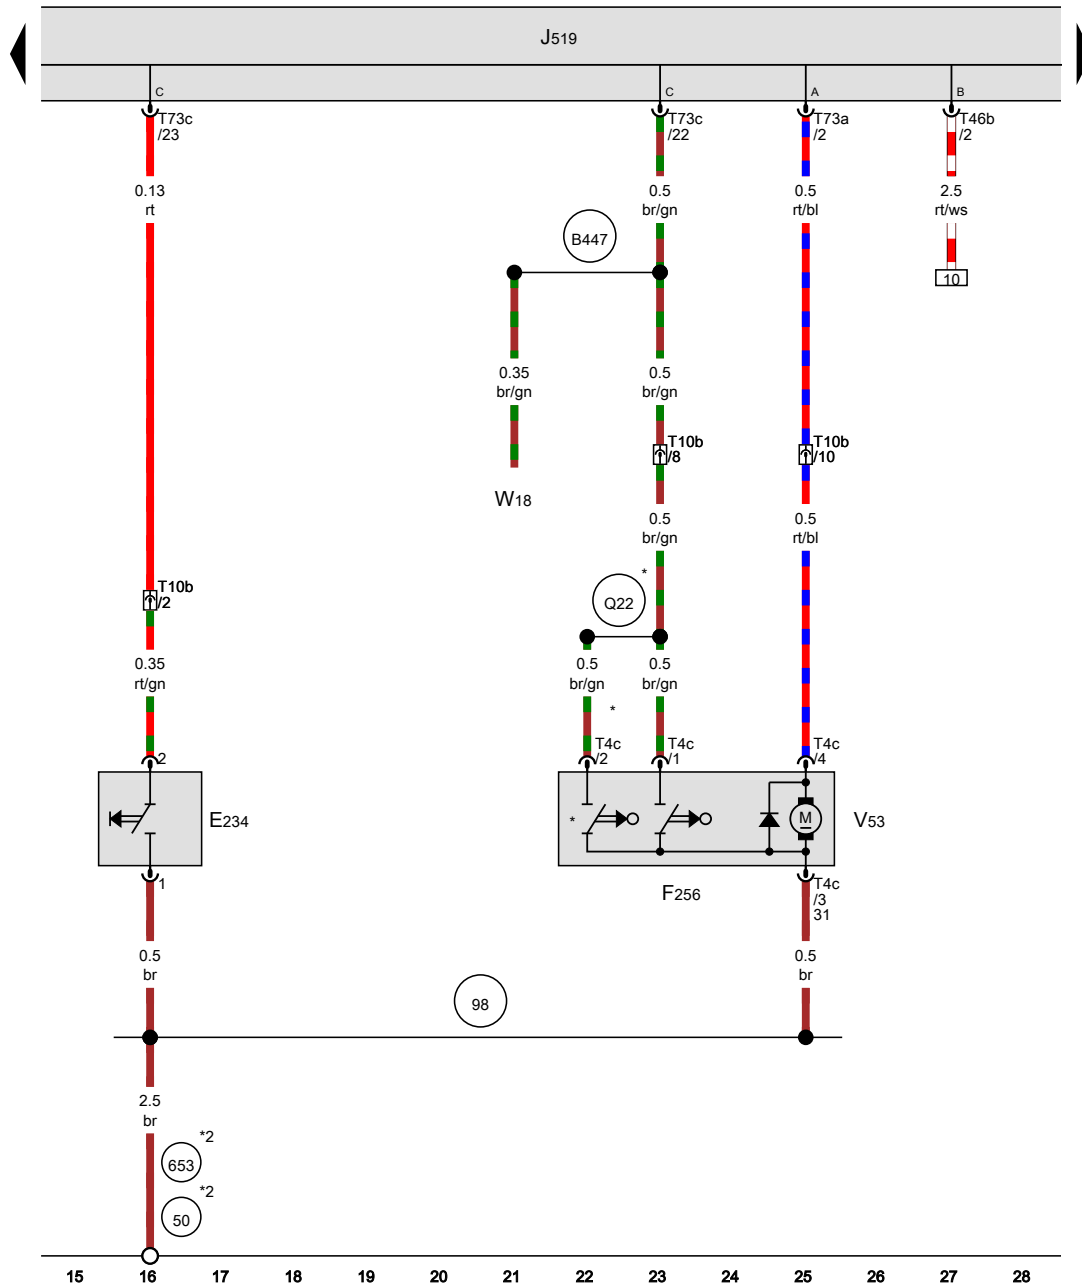 J519
C
C
A
B
T73c
/23
T73c
/22
T73a
/2
T46b
/2
0.13
rt
0.5
br/gn
0.5
rt/bl
2.5
rt/ws
B447
10
0.35
br/gn
0.5
br/gn
T10b
/8
T10b
/10
W18
0.5
br/gn
0.5
rt/bl
*
T10b
/2
Q22
0.35
rt/gn
0.5
br/gn
0.5
br/gn
*
2
T4c
/2
T4c
/1
T4c
/4
E234
*
M
V53
1
F256
T4c
/3
31
0.5
br
0.5
br
98
2.5
br
*2
653
*2
50
15 16 17 18 19 20 21 22 23 24 25 26 27 28